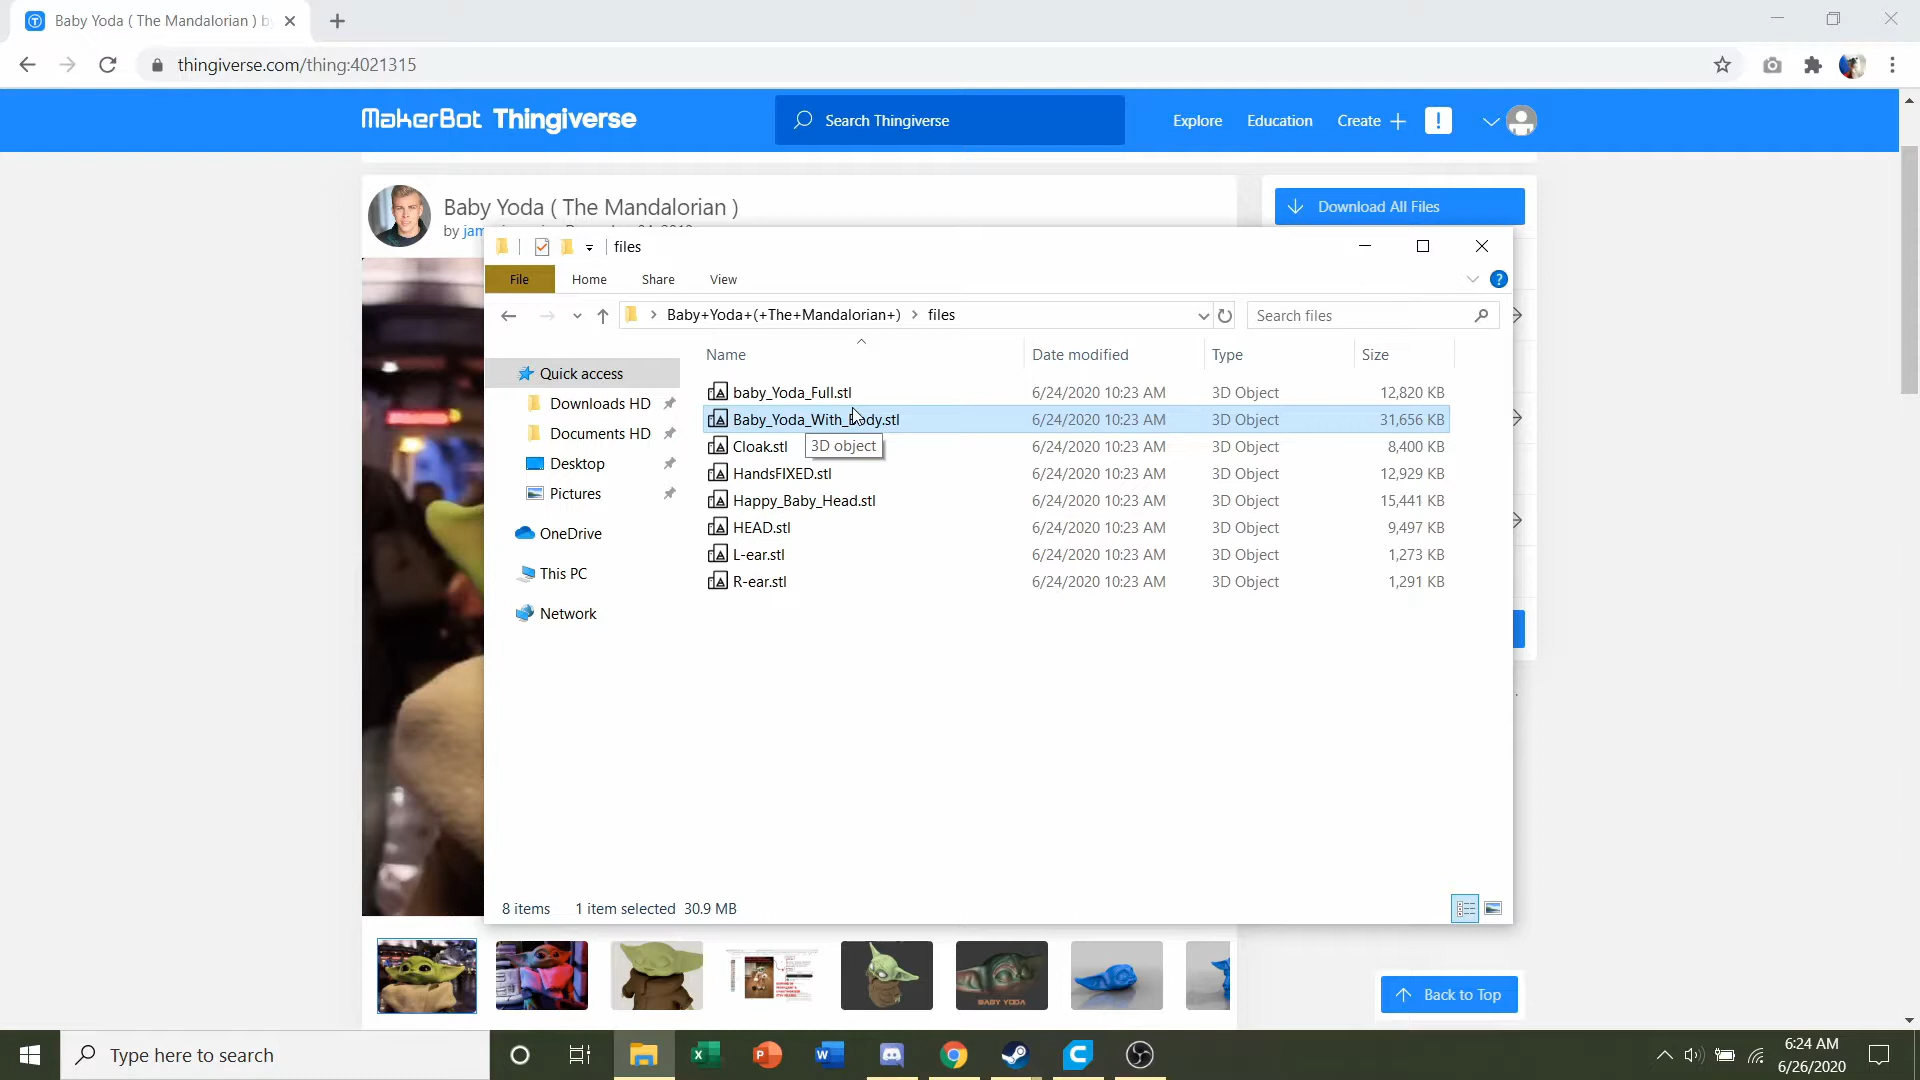 Baby Yoda ( The Mandalorian ) by
thingiverse.com/thing:4021315
MakerBot Thingiverse
Search Thingiverse
Explore
Education
Create
Baby Yoda ( The Mandalorian )
by
Download All Files
files
File
Home
Share
View
Baby+Yoda+(+The+Mandalorian+) > files
Search files
Name
Date modified
Type
Size
Quick access
Downloads HD
Documents HD
Desktop
Pictures
OneDrive
This PC
Network
baby_Yoda_Full.stl 6/24/2020 10:23 AM 3D Object 12,820 KB
Baby_Yoda_With_Body.stl 6/24/2020 10:23 AM 3D Object 31,656 KB
Cloak.stl 6/24/2020 10:23 AM 3D Object 8,400 KB
3D object
HandsFIXED.stl 6/24/2020 10:23 AM 3D Object 12,929 KB
Happy_Baby_Head.stl 6/24/2020 10:23 AM 3D Object 15,441 KB
HEAD.stl 6/24/2020 10:23 AM 3D Object 9,497 KB
L-ear.stl 6/24/2020 10:23 AM 3D Object 1,273 KB
R-ear.stl 6/24/2020 10:23 AM 3D Object 1,291 KB
8 items 1 item selected 30.9 MB
BABY YODA
Back to Top
Type here to search
6:24 AM
6/26/2020